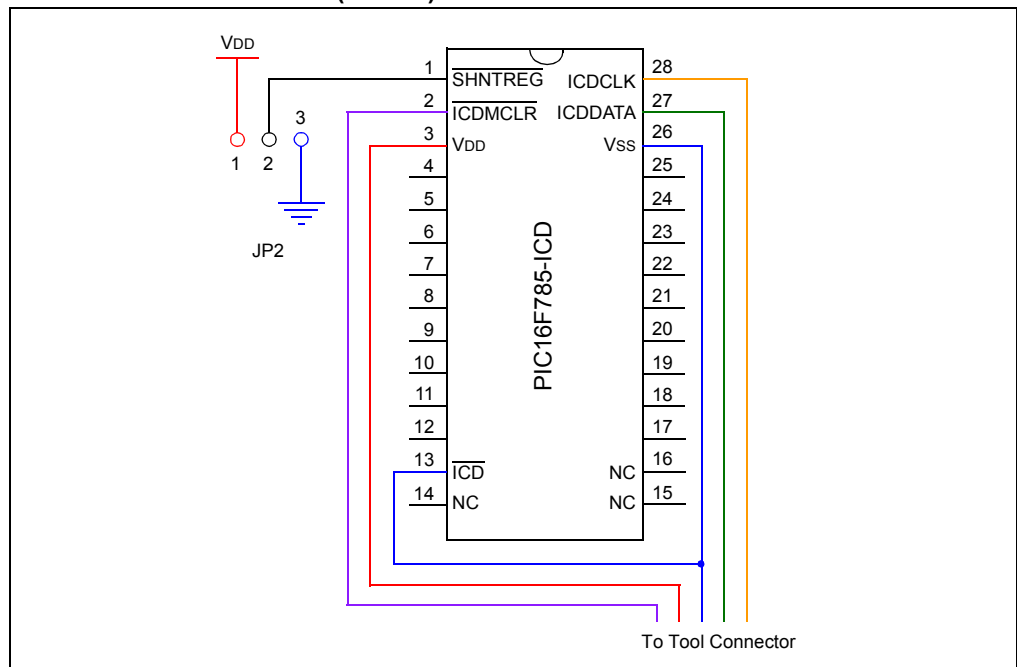 VDD
1
2
3
JP2
1
2
3
4
5
6
7
8
9
10
11
12
13
14
SHNTREG
ICDMCLR
VDD
ICD
NC
PIC16F785-ICD
ICDCLK
ICDDATA
VSS
NC
NC
28
27
26
25
24
23
22
21
20
19
18
17
16
15
To Tool Connector